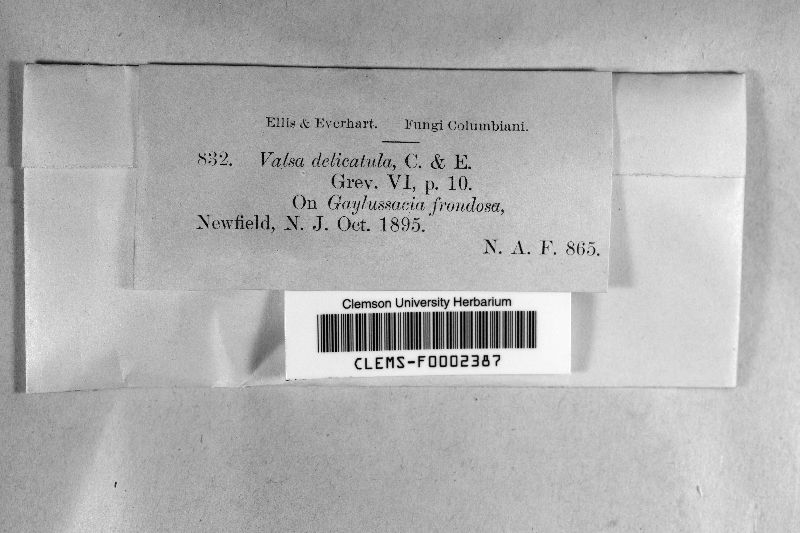 Ellis & Everhart. Fungi Columbiani.
832. Valsa delicatula, C. & E.
Grev. VI, p. 10.
On Gaylussacia frondosa,
Newfield, N. J. Oct. 1895.
N. A. F. 865.
Clemson University Herbarium
CLEMS-F0002387